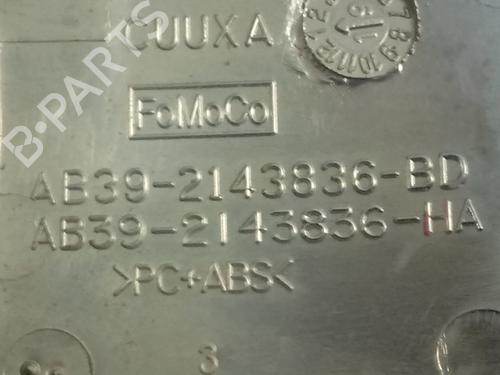 CUUXA
FoMoCo
AB39-2143836-BD
AB39-2143836-HA
>PC+ABS<
3
B-PARTS